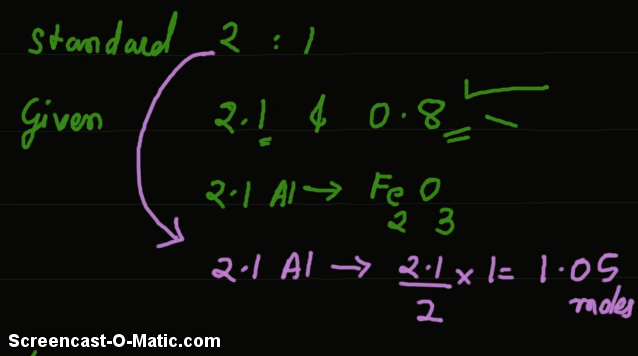 Standard 2 : 1
Given 2.1 & 0.8
2.1 Al → Fe2O3
2.1 Al → 2.1/2 × 1 = 1.05 moles
Screencast-O-Matic.com